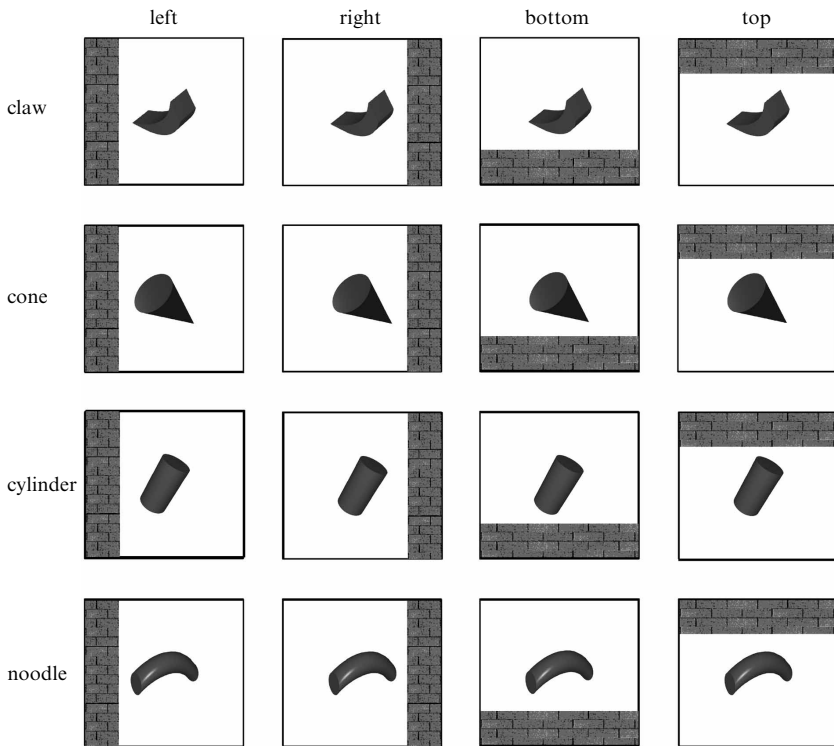 left right bottom top
claw
cone
cylinder
noodle